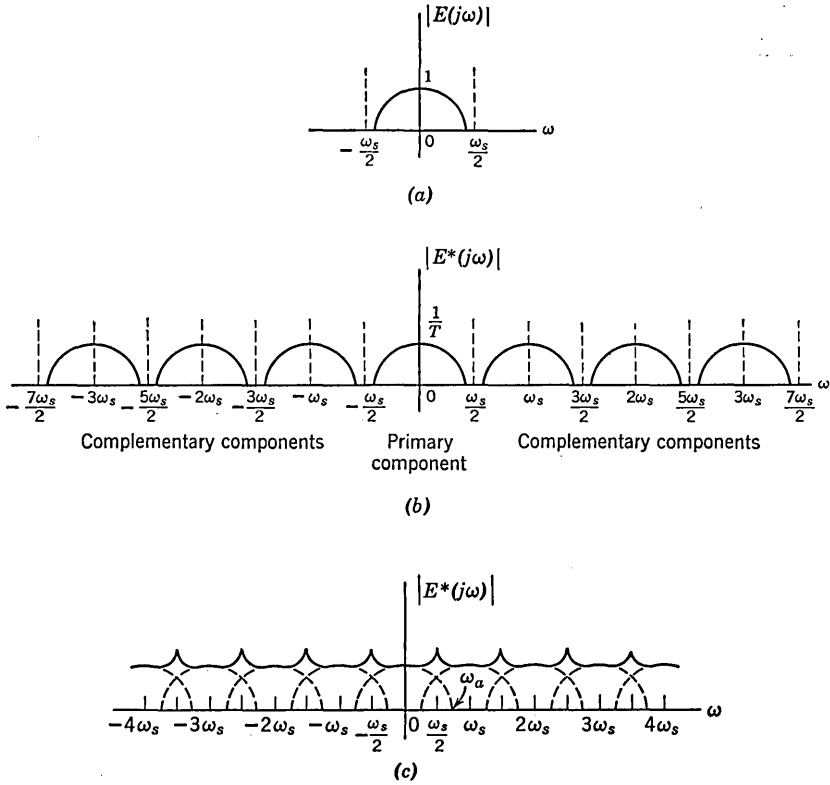 |E(jω)|
1
ω
-ωs/2 0 ωs/2
(a)
|E*(jω)|
1/T
ω
-7ωs/2 -3ωs -5ωs/2 -2ωs -3ωs/2 -ωs -ωs/2 0 ωs/2 ωs 3ωs/2 2ωs 5ωs/2 3ωs 7ωs/2
Complementary components Primary component Complementary components
(b)
|E*(jω)|
ωa
ω
-4ωs -3ωs -2ωs -ωs -ωs/2 0 ωs/2 ωs 2ωs 3ωs 4ωs
(c)